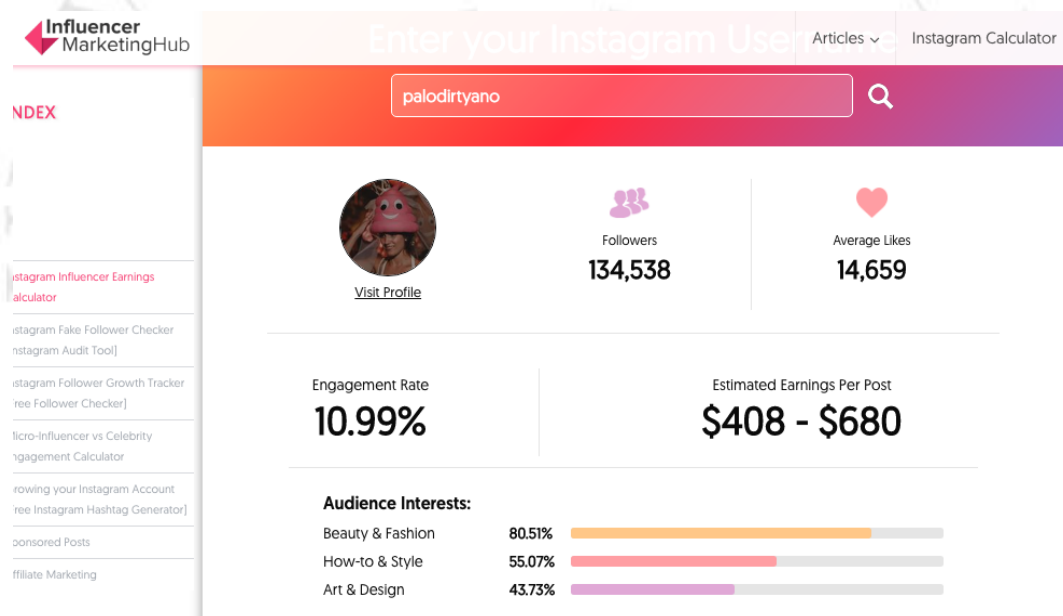 Influencer
MarketingHub
Enter your Instagram Username
Articles
Instagram Calculator
NDEX
palodirtyano
Visit Profile
Followers
134,538
Average Likes
14,659
stagram Influencer Earnings
alculator
stagram Fake Follower Checker
nstagram Audit Tool]
stagram Follower Growth Tracker
ree Follower Checker]
licro-Influencer vs Celebrity
ngagement Calculator
rowing your Instagram Account
ree Instagram Hashtag Generator]
ponsored Posts
ffiliate Marketing
Engagement Rate
10.99%
Estimated Earnings Per Post
$408 - $680
Audience Interests:
Beauty & Fashion 80.51%
How-to & Style 55.07%
Art & Design 43.73%